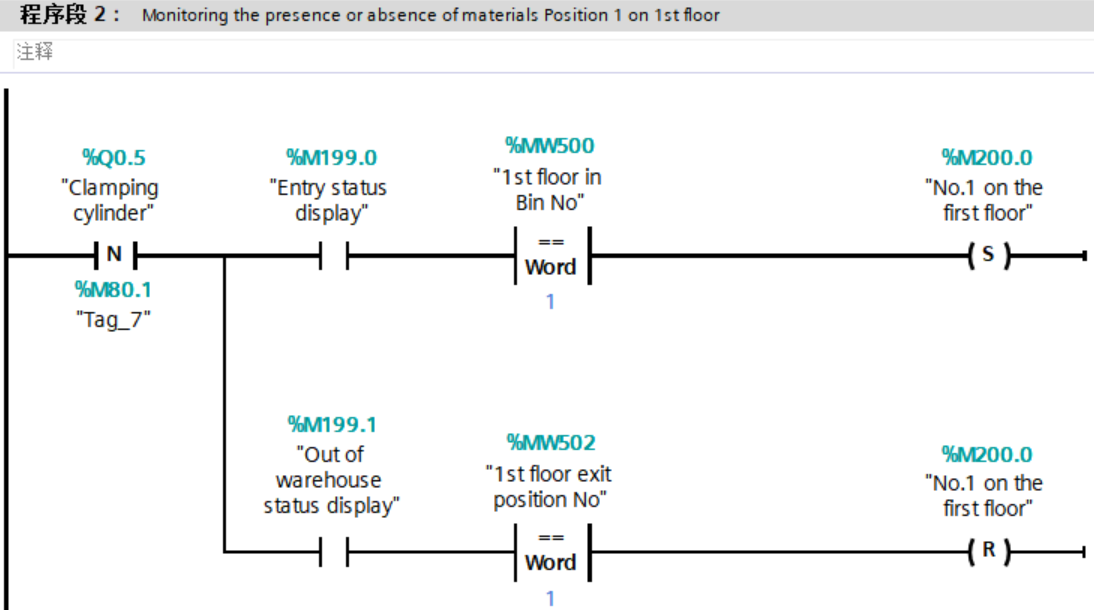 程序段 2： Monitoring the presence or absence of materials Position 1 on 1st floor
注释
%Q0.5
"Clamping
cylinder"
N
%M80.1
"Tag_7"
%M199.0
"Entry status
display"
%MW500
"1st floor in
Bin No"
==
Word
1
%M200.0
"No.1 on the
first floor"
S
%M199.1
"Out of
warehouse
status display"
%MW502
"1st floor exit
position No"
==
Word
1
%M200.0
"No.1 on the
first floor"
R